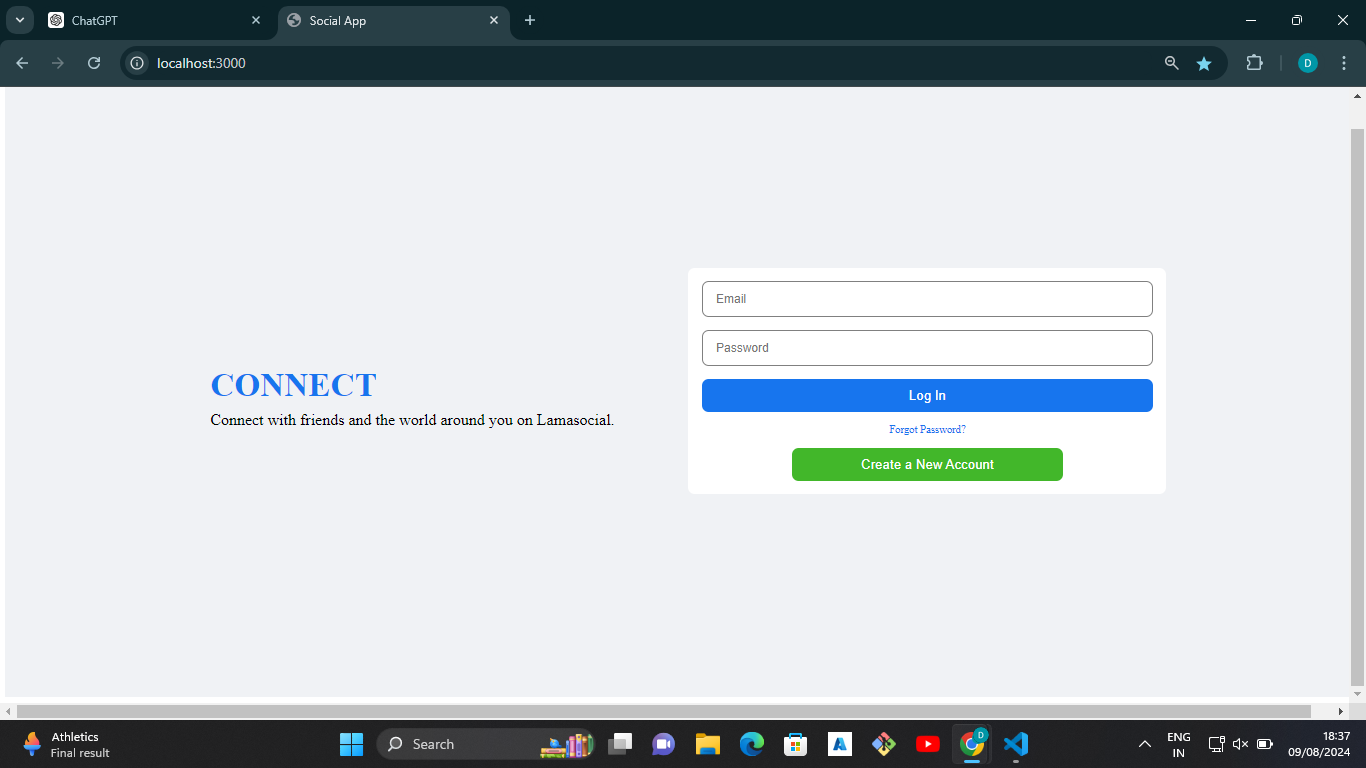 ChatGPT
Social App
localhost:3000
D
Email
Password
Log In
Forgot Password?
Create a New Account
CONNECT
Connect with friends and the world around you on Lamasocial.
Athletics
Final result
Search
A
D
ENG
IN
18:37
09/08/2024